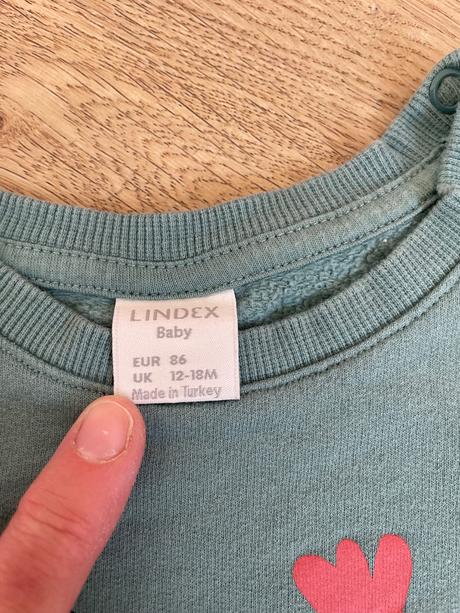 LINDEX
Baby
EUR 86
UK 12-18M
Made in Turkey